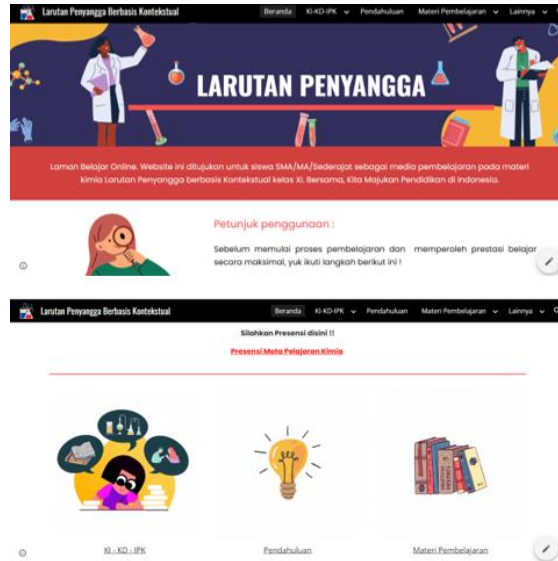 Larutan Penyangga Berbasis Kontekstual Beranda KI-KD-IPK Pendahuluan Materi Pembelajaran Lainnya
LARUTAN PENYANGGA
Laman Belajar Online. Website ini ditujukan untuk siswa SMA/MA/Sederajat sebagai media pembelajaran pada materi
kimia Larutan Penyangga berbasis Kontekstual kelas XI. Bersama, Kita Majukan Pendidikan di Indonesia.
Petunjuk penggunaan :
Sebelum memulai proses pembelajaran dan memperoleh prestasi belajar
secara maksimal, yuk ikuti langkah berikut ini !
Larutan Penyangga Berbasis Kontekstual Beranda KI-KD-IPK Pendahuluan Materi Pembelajaran Lainnya
Silahkan Presensi disini !!
Presensi Mata Pelajaran Kimia
KI - KD - IPK Pendahuluan Materi Pembelajaran